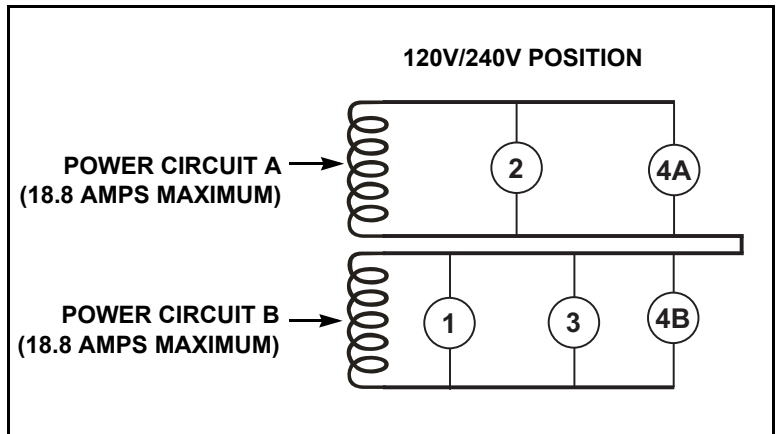 120V/240V POSITION
POWER CIRCUIT A
(18.8 AMPS MAXIMUM)
2
4A
POWER CIRCUIT B
(18.8 AMPS MAXIMUM)
1
3
4B